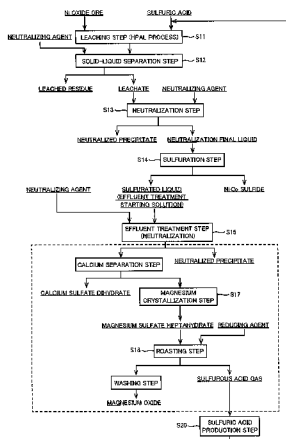 Ni OXIDE ORE
SULFURIC ACID
NEUTRALIZING AGENT
LEACHING STEP (HPAL PROCESS)
S11
SOLID-LIQUID SEPARATION STEP
S12
LEACHED RESIDUE
LEACHATE
NEUTRALIZING AGENT
S13
NEUTRALIZATION STEP
NEUTRALIZED PRECIPITATE
NEUTRALIZATION FINAL LIQUID
S14
SULFURATION STEP
NEUTRALIZING AGENT
SULFURATED LIQUID
(EFFLUENT TREATMENT
STARTING SOLUTION)
Ni/Co SULFIDE
EFFLUENT TREATMENT STEP
(NEUTRALIZATION)
S15
CALCIUM SEPARATION STEP
NEUTRALIZED PRECIPITATE
CALCIUM SULFATE DIHYDRATE
MAGNESIUM
CRYSTALLIZATION STEP
S17
MAGNESIUM SULFATE HEPTAHYDRATE
REDUCING AGENT
S18
ROASTING STEP
WASHING STEP
SULFUROUS ACID GAS
MAGNESIUM OXIDE
S20
SULFURIC ACID
PRODUCTION STEP